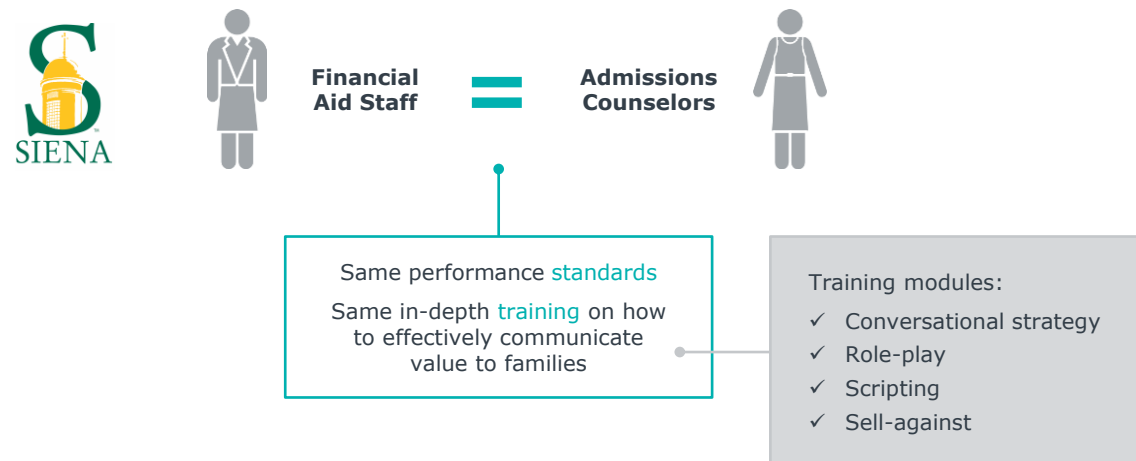 SIENA
Financial
Aid Staff
Admissions
Counselors
Same performance standards
Same in-depth training on how
to effectively communicate
value to families
Training modules:
✓ Conversational strategy
✓ Role-play
✓ Scripting
✓ Sell-against